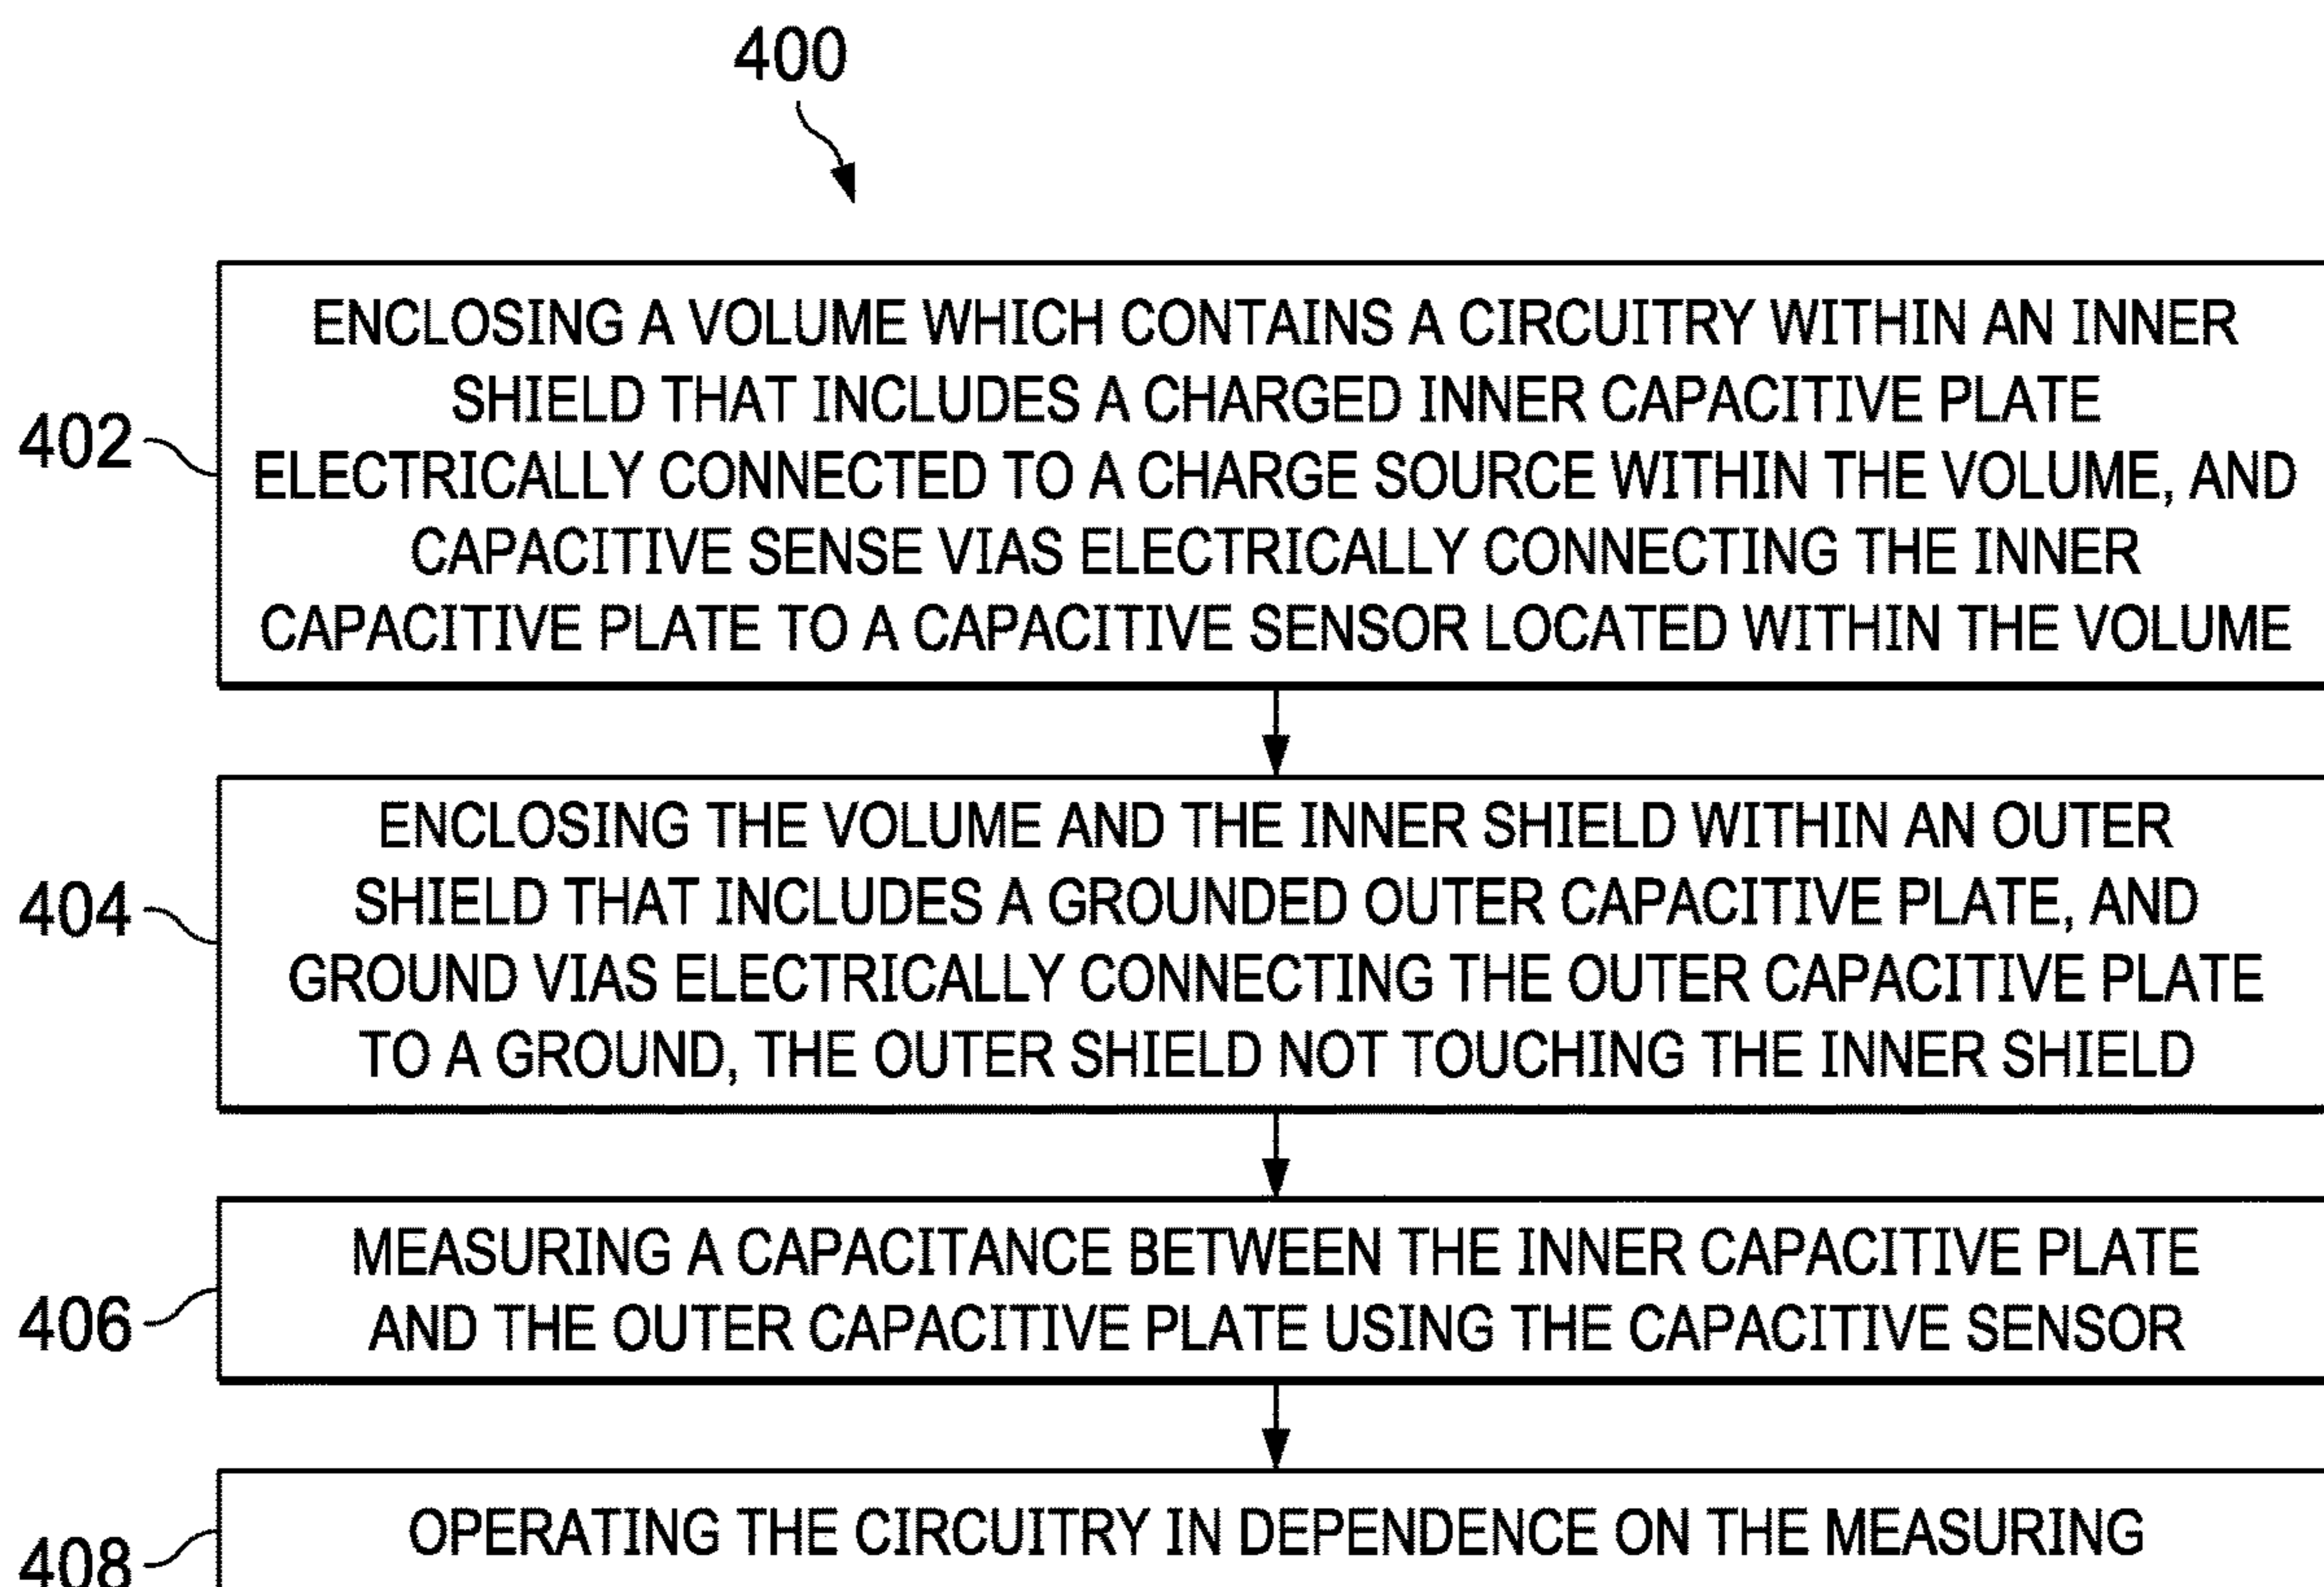 400
402
ENCLOSING A VOLUME WHICH CONTAINS A CIRCUITRY WITHIN AN INNER
SHIELD THAT INCLUDES A CHARGED INNER CAPACITIVE PLATE
ELECTRICALLY CONNECTED TO A CHARGE SOURCE WITHIN THE VOLUME, AND
CAPACITIVE SENSE VIAS ELECTRICALLY CONNECTING THE INNER
CAPACITIVE PLATE TO A CAPACITIVE SENSOR LOCATED WITHIN THE VOLUME
404
ENCLOSING THE VOLUME AND THE INNER SHIELD WITHIN AN OUTER
SHIELD THAT INCLUDES A GROUNDED OUTER CAPACITIVE PLATE, AND
GROUND VIAS ELECTRICALLY CONNECTING THE OUTER CAPACITIVE PLATE
TO A GROUND, THE OUTER SHIELD NOT TOUCHING THE INNER SHIELD
406
MEASURING A CAPACITANCE BETWEEN THE INNER CAPACITIVE PLATE
AND THE OUTER CAPACITIVE PLATE USING THE CAPACITIVE SENSOR
408
OPERATING THE CIRCUITRY IN DEPENDENCE ON THE MEASURING